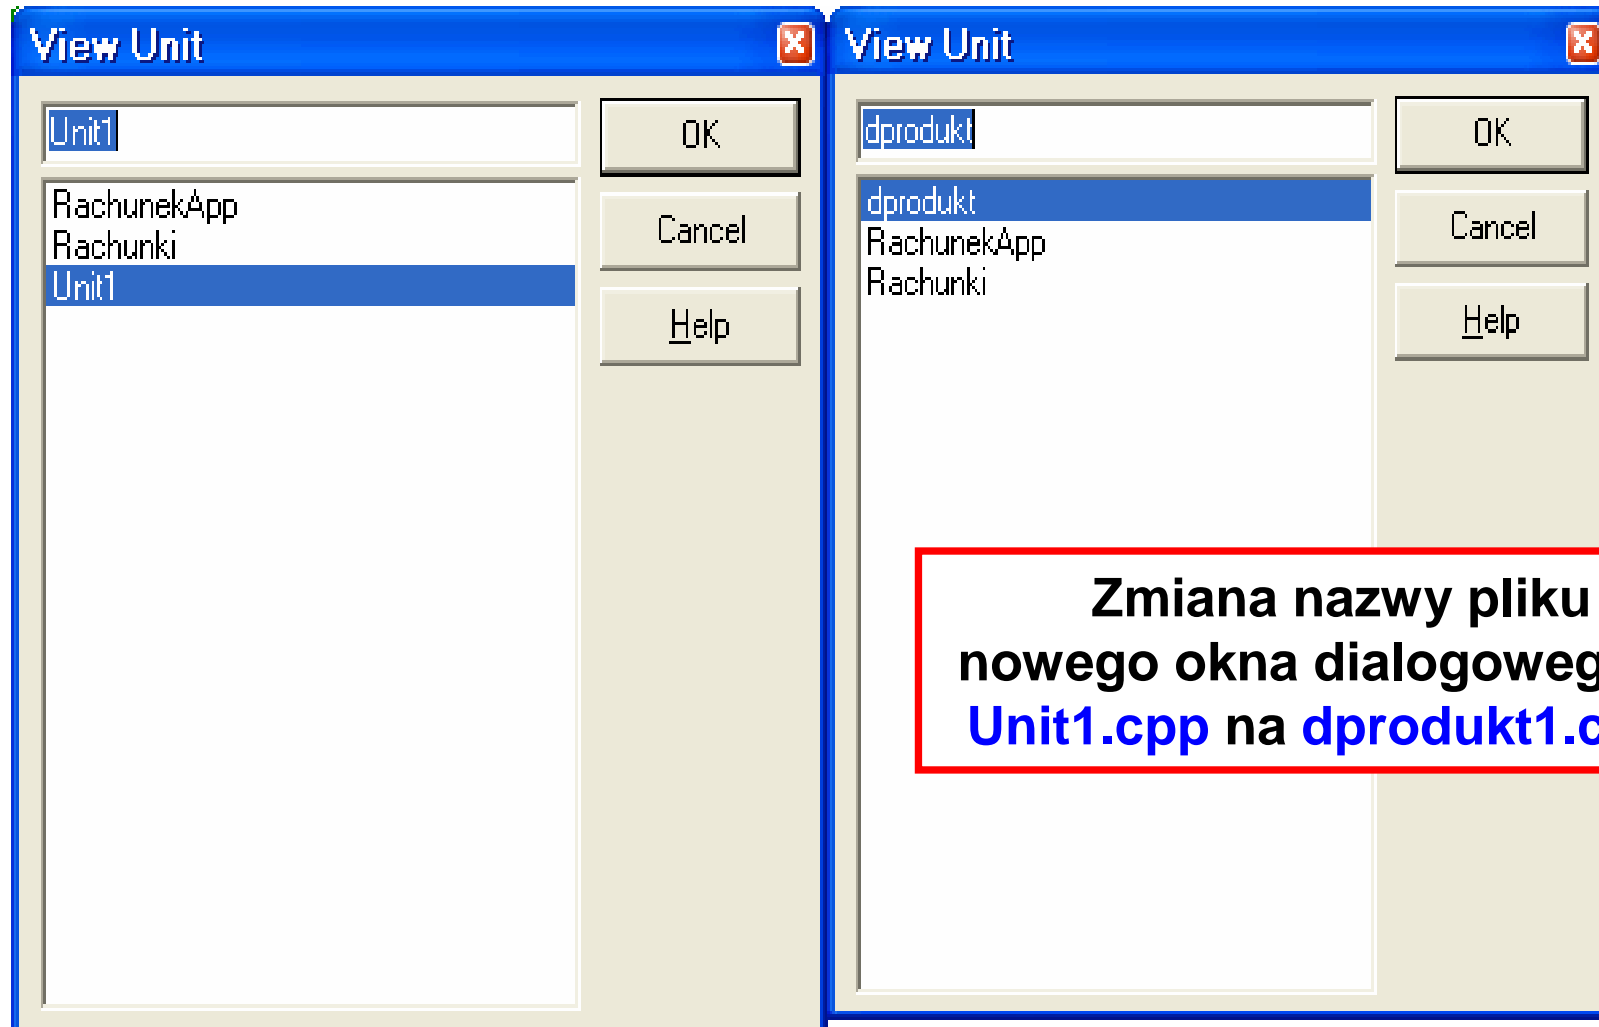 View Unit
Unit1
OK
RachunekApp
Rachunki
Unit1
Cancel
Help
View Unit
dprodukt
OK
dprodukt
RachunekApp
Rachunki
Cancel
Help
Zmiana nazwy pliku
nowego okna dialogoweg
Unit1.cpp na dprodukt1.c